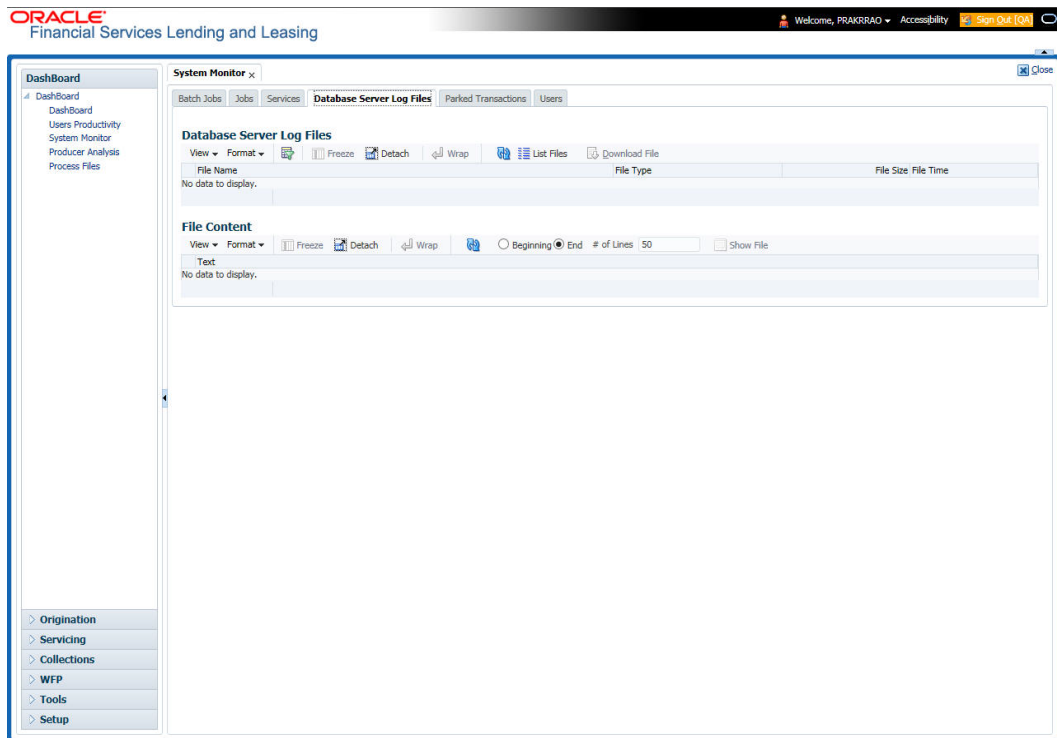 ORACLE
Financial Services Lending and Leasing
Welcome, PRAKRRAO Accessibility Sign Out [QA]
Close
DashBoard
DashBoard
DashBoard
Users Productivity
System Monitor
Producer Analysis
Process Files
System Monitor x
Batch Jobs Jobs Services Database Server Log Files Parked Transactions Users
Database Server Log Files
View Format Freeze Detach Wrap List Files Download File
File Name File Type File Size File Time
No data to display.
File Content
View Format Freeze Detach Wrap Beginning End # of Lines 50 Show File
Text
No data to display.
Origination
Servicing
Collections
WFP
Tools
Setup